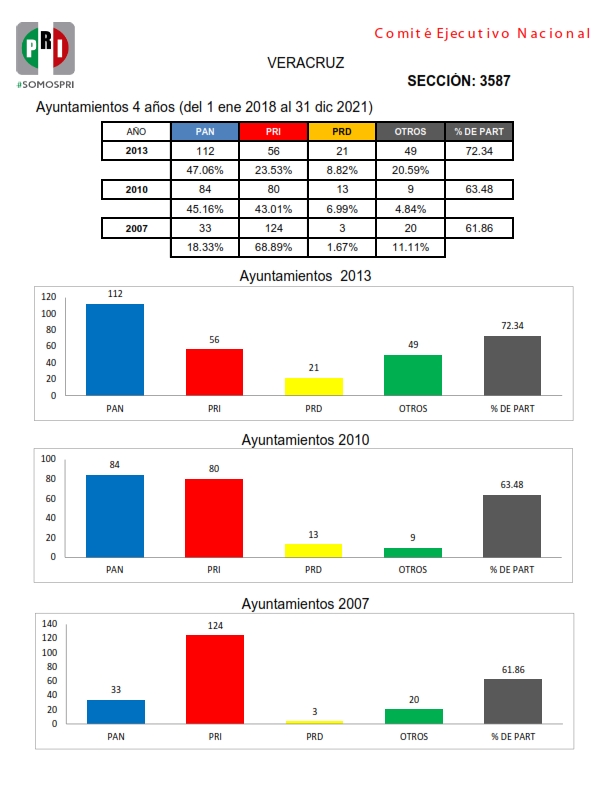 Comité Ejecutivo Nacional
PRI
#SOMOSPRI
VERACRUZ
SECCIÓN: 3587
Ayuntamientos 4 años (del 1 ene 2018 al 31 dic 2021)
AÑO PAN PRI PRD OTROS % DE PART
2013 112 56 21 49 72.34
47.06% 23.53% 8.82% 20.59%
2010 84 80 13 9 63.48
45.16% 43.01% 6.99% 4.84%
2007 33 124 3 20 61.86
18.33% 68.89% 1.67% 11.11%
Ayuntamientos 2013
120
100
80
60
40
20
0
112 56 21 49 72.34
PAN PRI PRD OTROS % DE PART
Ayuntamientos 2010
100
80
60
40
20
0
84 80 13 9 63.48
PAN PRI PRD OTROS % DE PART
Ayuntamientos 2007
140
120
100
80
60
40
20
0
33 124 3 20 61.86
PAN PRI PRD OTROS % DE PART